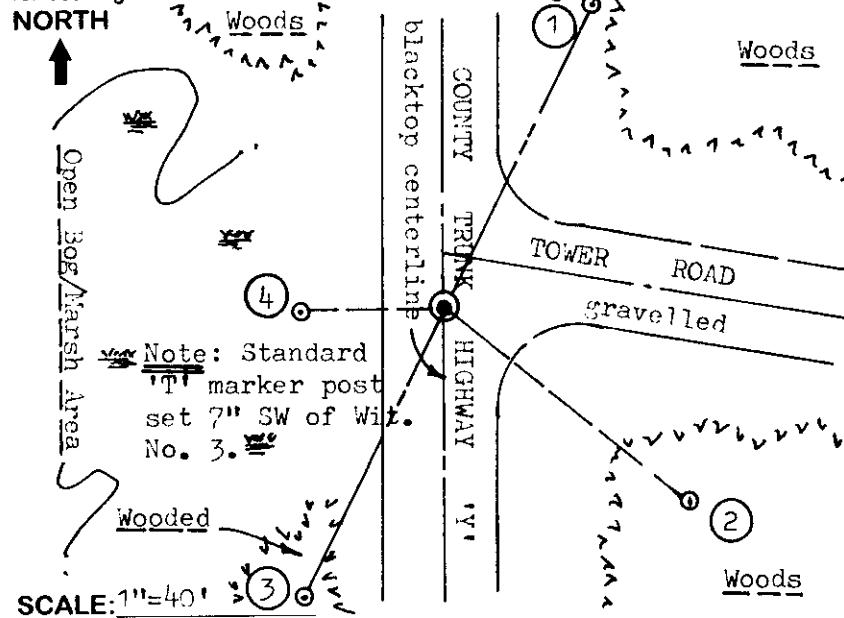 NORTH
Woods
1
Woods
blacktop centerline
COUNTY TRUNK HIGHWAY 'Y'
Open Bog/Marsh Area
TOWER ROAD
gravelled
4
Note: Standard
'T' marker post
set 7" SW of Wit.
No. 3.
Wooded
3
2
Woods
SCALE: 1"=40'